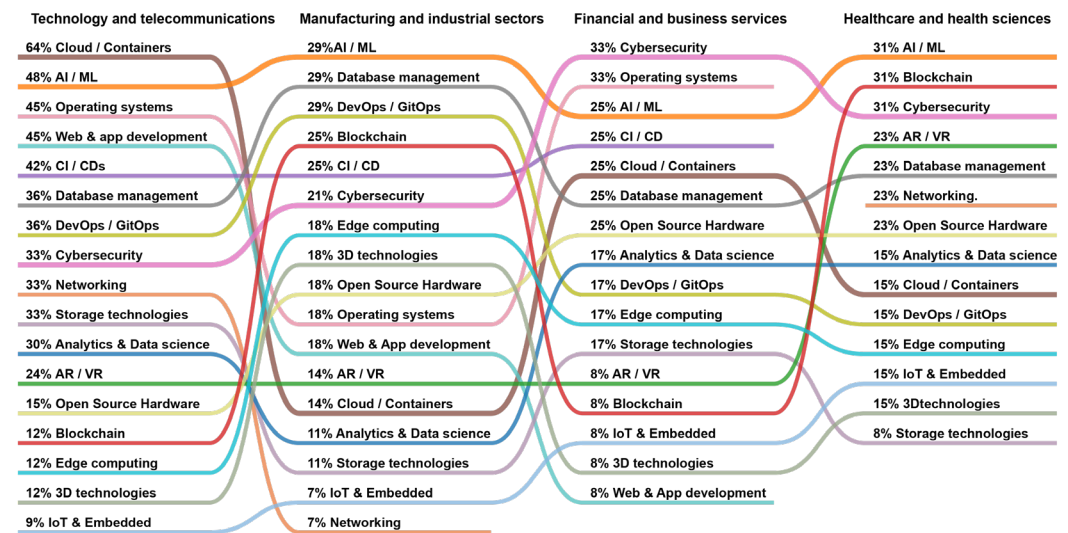 Technology and telecommunications
64% Cloud / Containers
48% AI / ML
45% Operating systems
45% Web & app development
42% CI / CDs
36% Database management
36% DevOps / GitOps
33% Cybersecurity
33% Networking
33% Storage technologies
30% Analytics & Data science
24% AR / VR
15% Open Source Hardware
12% Blockchain
12% Edge computing
12% 3D technologies
9% IoT & Embedded
Manufacturing and industrial sectors
29%AI / ML
29% Database management
29% DevOps / GitOps
25% Blockchain
25% CI / CD
21% Cybersecurity
18% Edge computing
18% 3D technologies
18% Open Source Hardware
18% Operating systems
18% Web & App development
14% AR / VR
14% Cloud / Containers
11% Analytics & Data science
11% Storage technologies
7% IoT & Embedded
7% Networking
Financial and business services
33% Cybersecurity
33% Operating systems
25% AI / ML
25% CI / CD
25% Cloud / Containers
25% Database management
25% Open Source Hardware
17% Analytics & Data science
17% DevOps / GitOps
17% Edge computing
17% Storage technologies
8% AR / VR
8% Blockchain
8% IoT & Embedded
8% 3D technologies
8% Web & App development
Healthcare and health sciences
31% AI / ML
31% Blockchain
31% Cybersecurity
23% AR / VR
23% Database management
23% Networking.
23% Open Source Hardware
15% Analytics & Data science
15% Cloud / Containers
15% DevOps / GitOps
15% Edge computing
15% IoT & Embedded
15% 3Dtechnologies
8% Storage technologies